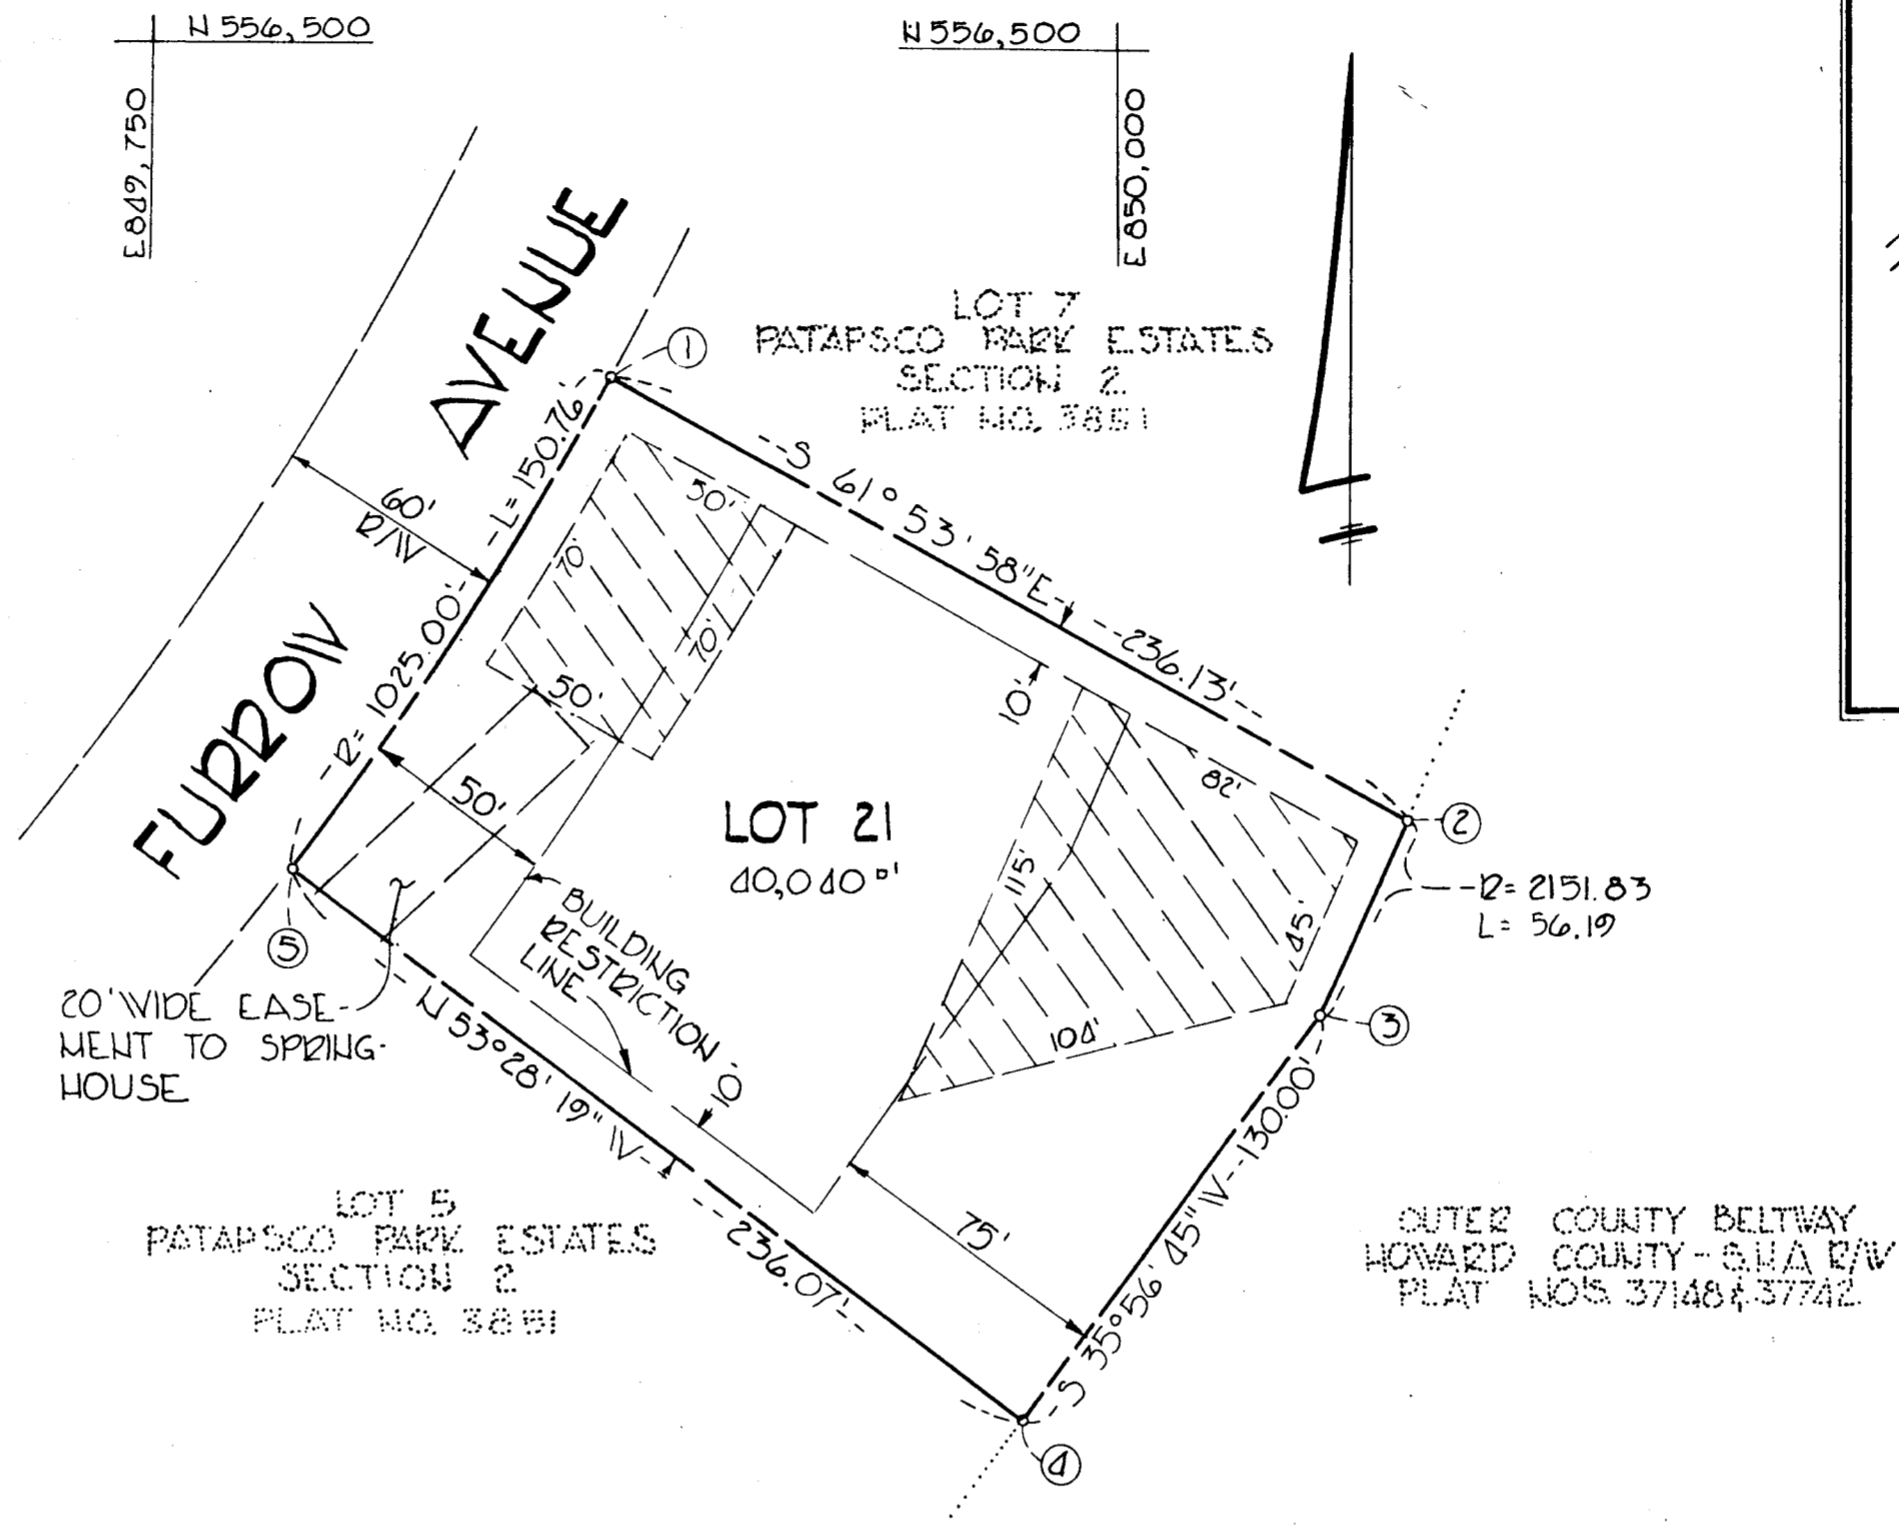 N 556,500
N 556,500
E 849,750
E 850,000
FURROW AVENUE
60'
R/W
R= 1025.00'
L= 150.76'
1
LOT 7
PATAPSCO PARK ESTATES
SECTION 2
PLAT NO. 3851
S 61° 53' 58" E
236.13'
50'
70'
70'
50'
10'
82'
115'
45'
104'
2
R= 2151.83
L= 56.19
3
LOT 21
40,040 □'
50'
BUILDING
RESTRICTION
LINE
10'
5
20' WIDE EASE-
MENT TO SPRING-
HOUSE
N 53° 28' 19" W
236.07'
75'
S 35° 56' 45" W
130.00'
4
LOT 5
PATAPSCO PARK ESTATES
SECTION 2
PLAT NO. 3851
OUTER COUNTY BELTWAY
HOWARD COUNTY - S.H.A R/W
PLAT NOS. 37148 & 37742